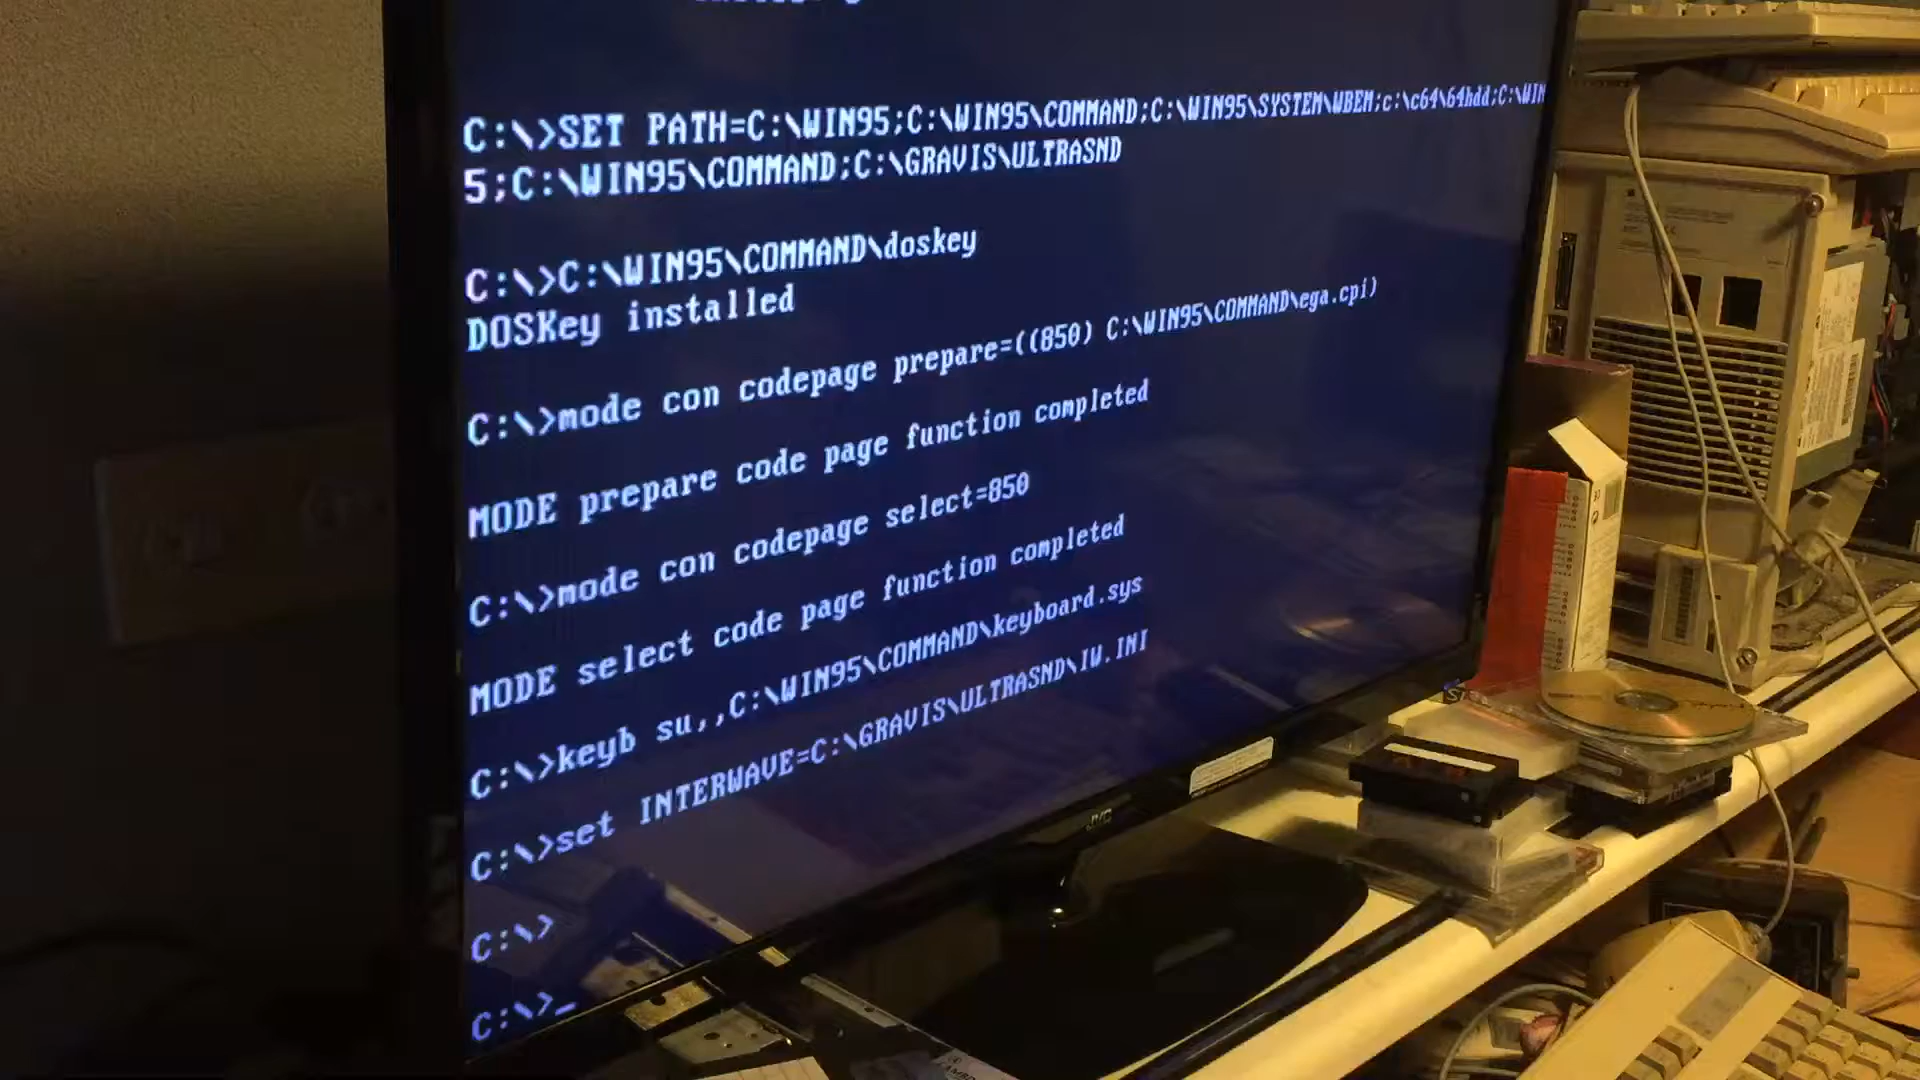 C:\>SET PATH=C:\WIN95;C:\WIN95\COMMAND;C:\WIN95\SYSTEM\WBEM;c:\c64\64hdd;C:\WIN
5;C:\WIN95\COMMAND;C:\GRAVIS\ULTRASND
C:\>C:\WIN95\COMMAND\doskey
DOSKey installed
C:\>mode con codepage prepare=((850) C:\WIN95\COMMAND\ega.cpi)
MODE prepare code page function completed
C:\>mode con codepage select=850
MODE select code page function completed
C:\>keyb su,,C:\WIN95\COMMAND\keyboard.sys
C:\>set INTERWAVE=C:\GRAVIS\ULTRASND\IW.INI
C:\>
C:\>_
JVC